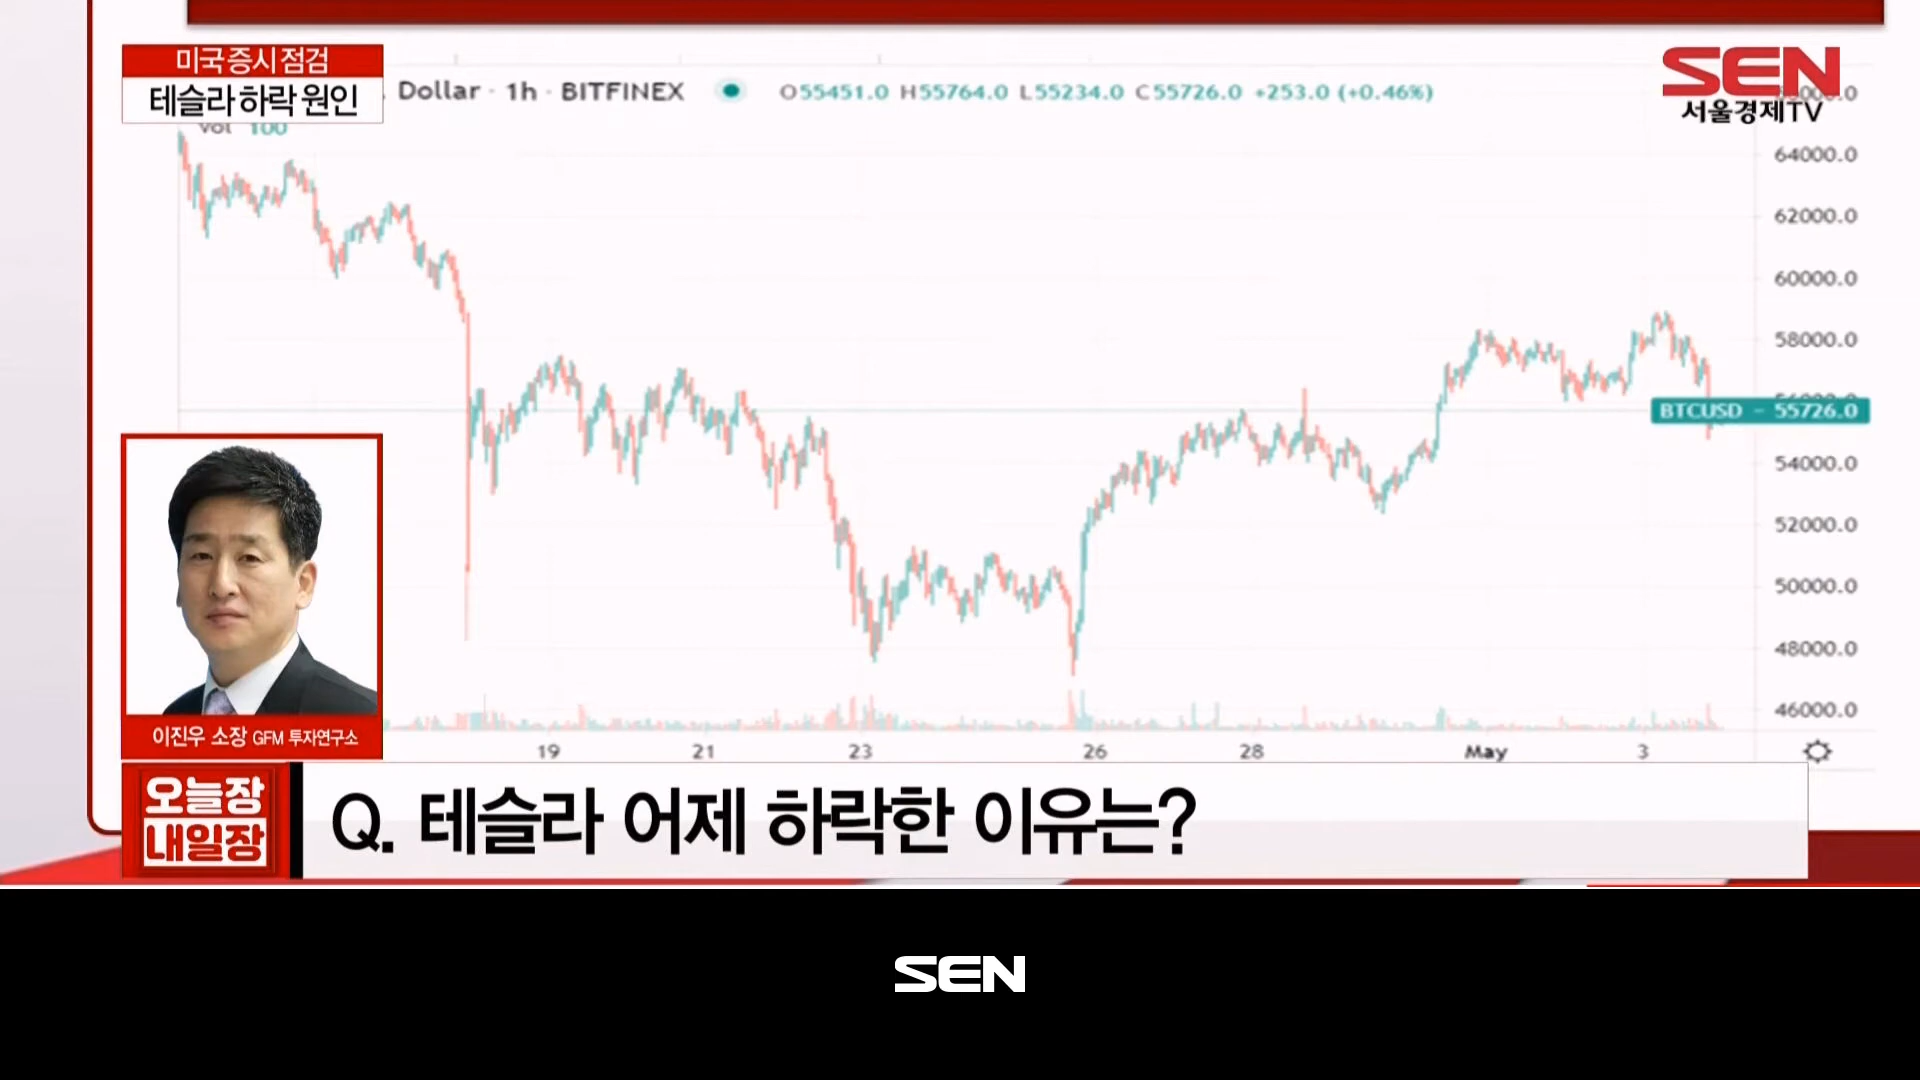 미국증시점검
테슬라하락 원인
Dollar · 1h · BITFINEX O55451.0 H55764.0 L55234.0 C55726.0 +253.0 (+0.46%)
SEN
서울경제TV
Vol 100
64000.0
62000.0
60000.0
58000.0
BTCUSD − 55726.0
54000.0
52000.0
50000.0
48000.0
46000.0
19 21 23 26 28 May 3
이진우 소장 GFM 투자연구소
오늘장
내일장
Q. 테슬라 어제 하락한 이유는?
SEN